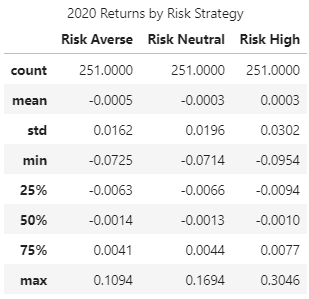 2020 Returns by Risk Strategy
Risk Averse Risk Neutral Risk High
count 251.0000 251.0000 251.0000
mean -0.0005 -0.0003 0.0003
std 0.0162 0.0196 0.0302
min -0.0725 -0.0714 -0.0954
25% -0.0063 -0.0066 -0.0094
50% -0.0014 -0.0013 -0.0010
75% 0.0041 0.0044 0.0077
max 0.1094 0.1694 0.3046